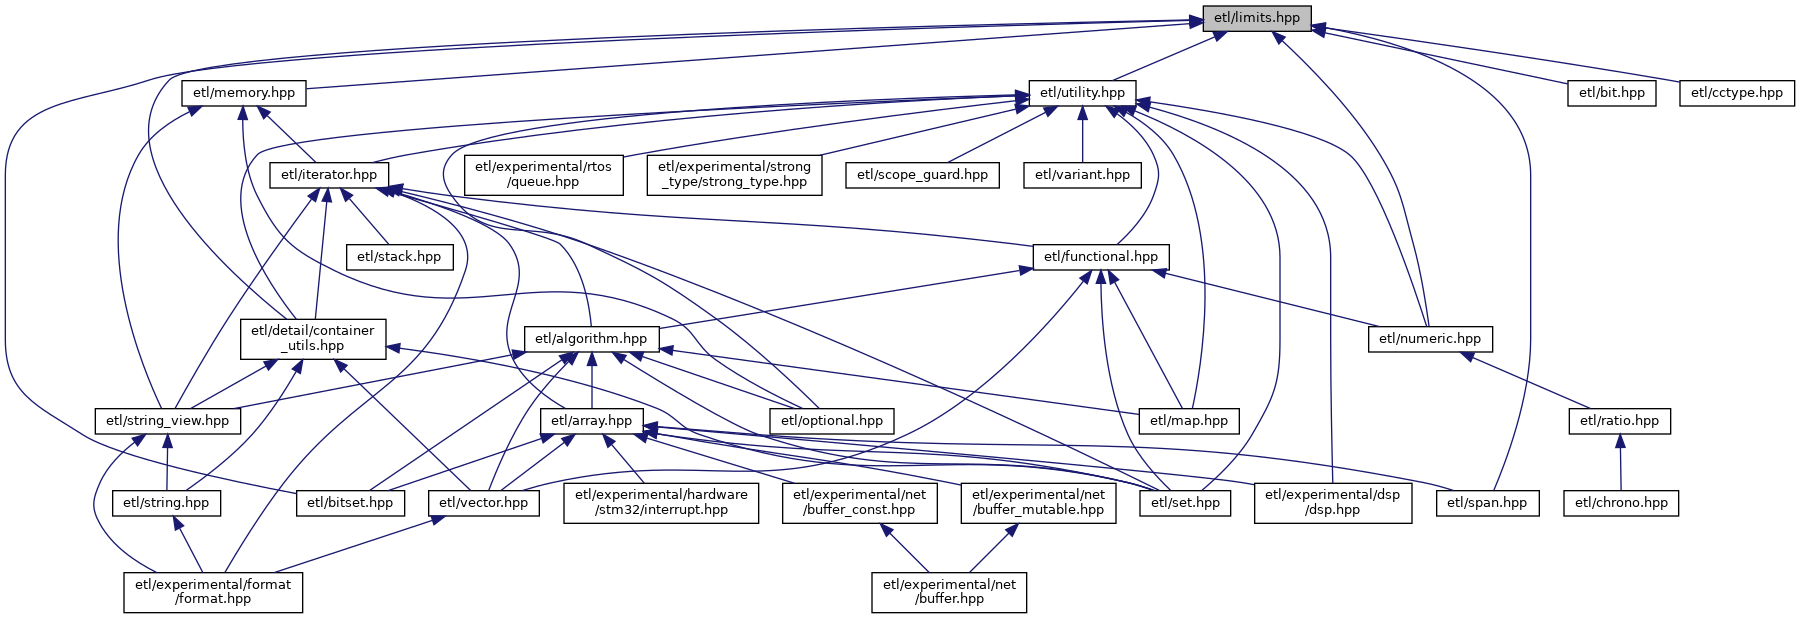 etl/limits.hpp
etl/memory.hpp
etl/utility.hpp
etl/bit.hpp
etl/cctype.hpp
etl/iterator.hpp
etl/experimental/rtos
/queue.hpp
etl/experimental/strong
_type/strong_type.hpp
etl/scope_guard.hpp
etl/variant.hpp
etl/stack.hpp
etl/functional.hpp
etl/detail/container
_utils.hpp
etl/algorithm.hpp
etl/numeric.hpp
etl/string_view.hpp
etl/array.hpp
etl/optional.hpp
etl/map.hpp
etl/ratio.hpp
etl/string.hpp
etl/bitset.hpp
etl/vector.hpp
etl/experimental/hardware
/stm32/interrupt.hpp
etl/experimental/net
/buffer_const.hpp
etl/experimental/net
/buffer_mutable.hpp
etl/set.hpp
etl/experimental/dsp
/dsp.hpp
etl/span.hpp
etl/chrono.hpp
etl/experimental/format
/format.hpp
etl/experimental/net
/buffer.hpp